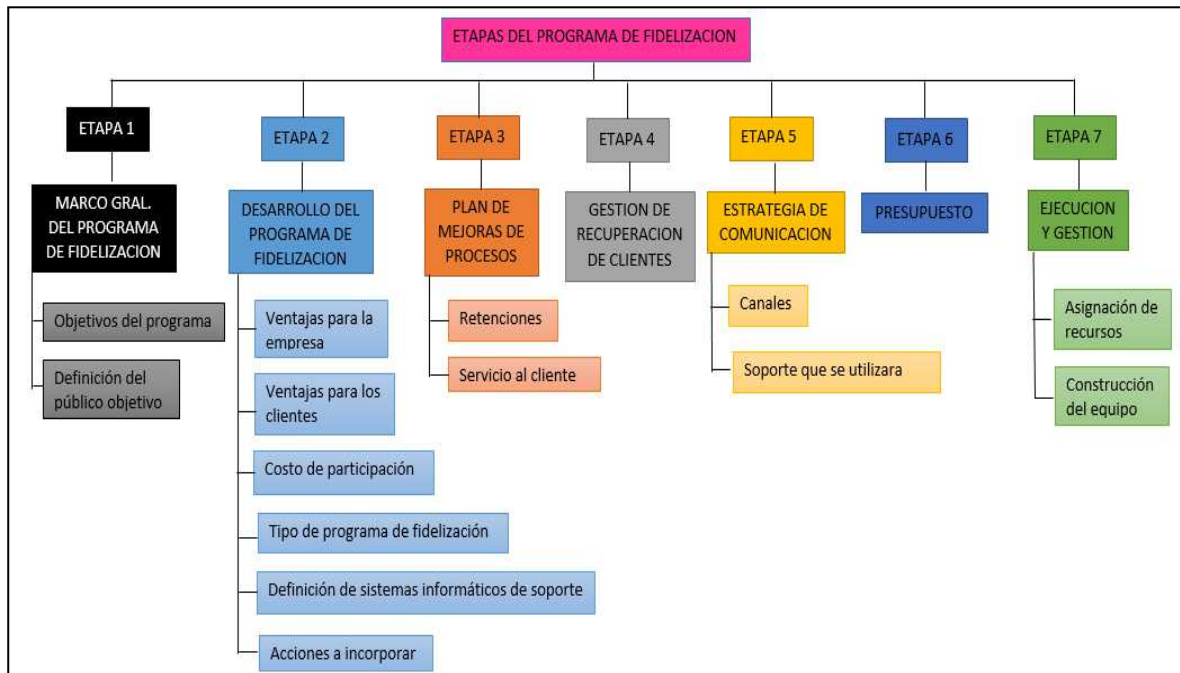 ETAPAS DEL PROGRAMA DE FIDELIZACION
ETAPA 1
MARCO GRAL.
DEL PROGRAMA
DE FIDELIZACION
Objetivos del programa
Definición del
público objetivo
ETAPA 2
DESARROLLO DEL
PROGRAMA DE
FIDELIZACION
Ventajas para la
empresa
Ventajas para los
clientes
Costo de participación
Tipo de programa de fidelización
Definición de sistemas informáticos de soporte
Acciones a incorporar
ETAPA 3
PLAN DE
MEJORAS DE
PROCESOS
Retenciones
Servicio al cliente
ETAPA 4
GESTION DE
RECUPERACION
DE CLIENTES
ETAPA 5
ESTRATEGIA DE
COMUNICACION
Canales
Soporte que se utilizara
ETAPA 6
PRESUPUESTO
ETAPA 7
EJECUCION
Y GESTION
Asignación de
recursos
Construcción
del equipo